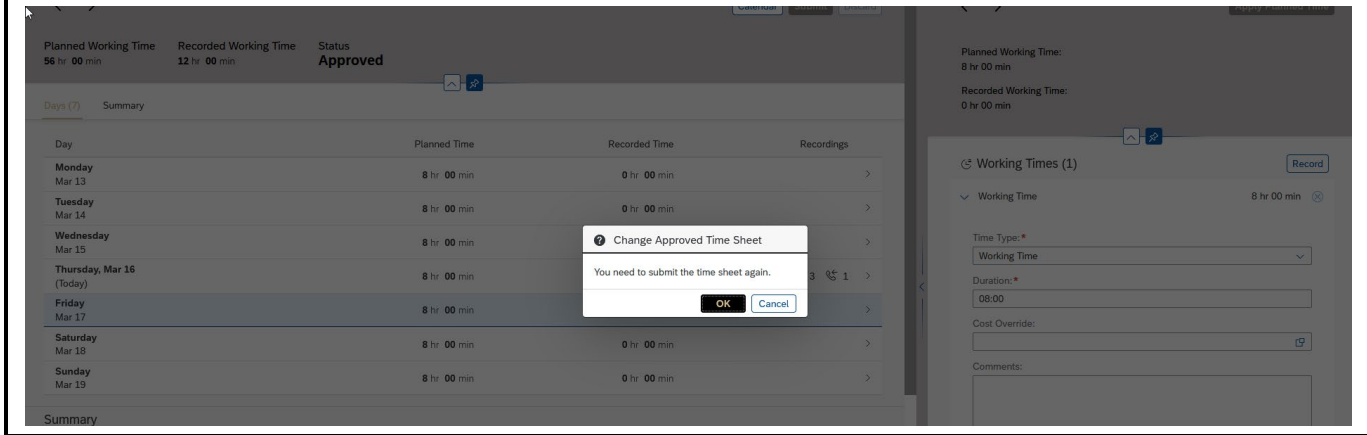 Calendar Submit Discard
Apply Planned Time
Planned Working Time Recorded Working Time Status
56 hr 00 min 12 hr 00 min Approved
Days (7) Summary
Day Planned Time Recorded Time Recordings
Monday
Mar 13 8 hr 00 min 0 hr 00 min
Tuesday
Mar 14 8 hr 00 min 0 hr 00 min
Wednesday
Mar 15 8 hr 00 min
Thursday, Mar 16
(Today) 8 hr 00 min 3 1
Friday
Mar 17 8 hr 00 min
Saturday
Mar 18 8 hr 00 min 0 hr 00 min
Sunday
Mar 19 8 hr 00 min 0 hr 00 min
Summary
Change Approved Time Sheet
You need to submit the time sheet again.
OK Cancel
Planned Working Time:
8 hr 00 min
Recorded Working Time:
0 hr 00 min
Working Times (1) Record
Working Time 8 hr 00 min
Time Type:*
Working Time
Duration:*
08:00
Cost Override:
Comments: